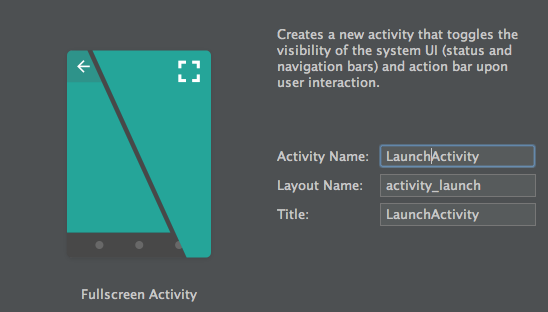 Creates a new activity that toggles the
visibility of the system UI (status and
navigation bars) and action bar upon
user interaction.
Activity Name: LaunchActivity
Layout Name: activity_launch
Title: LaunchActivity
Fullscreen Activity